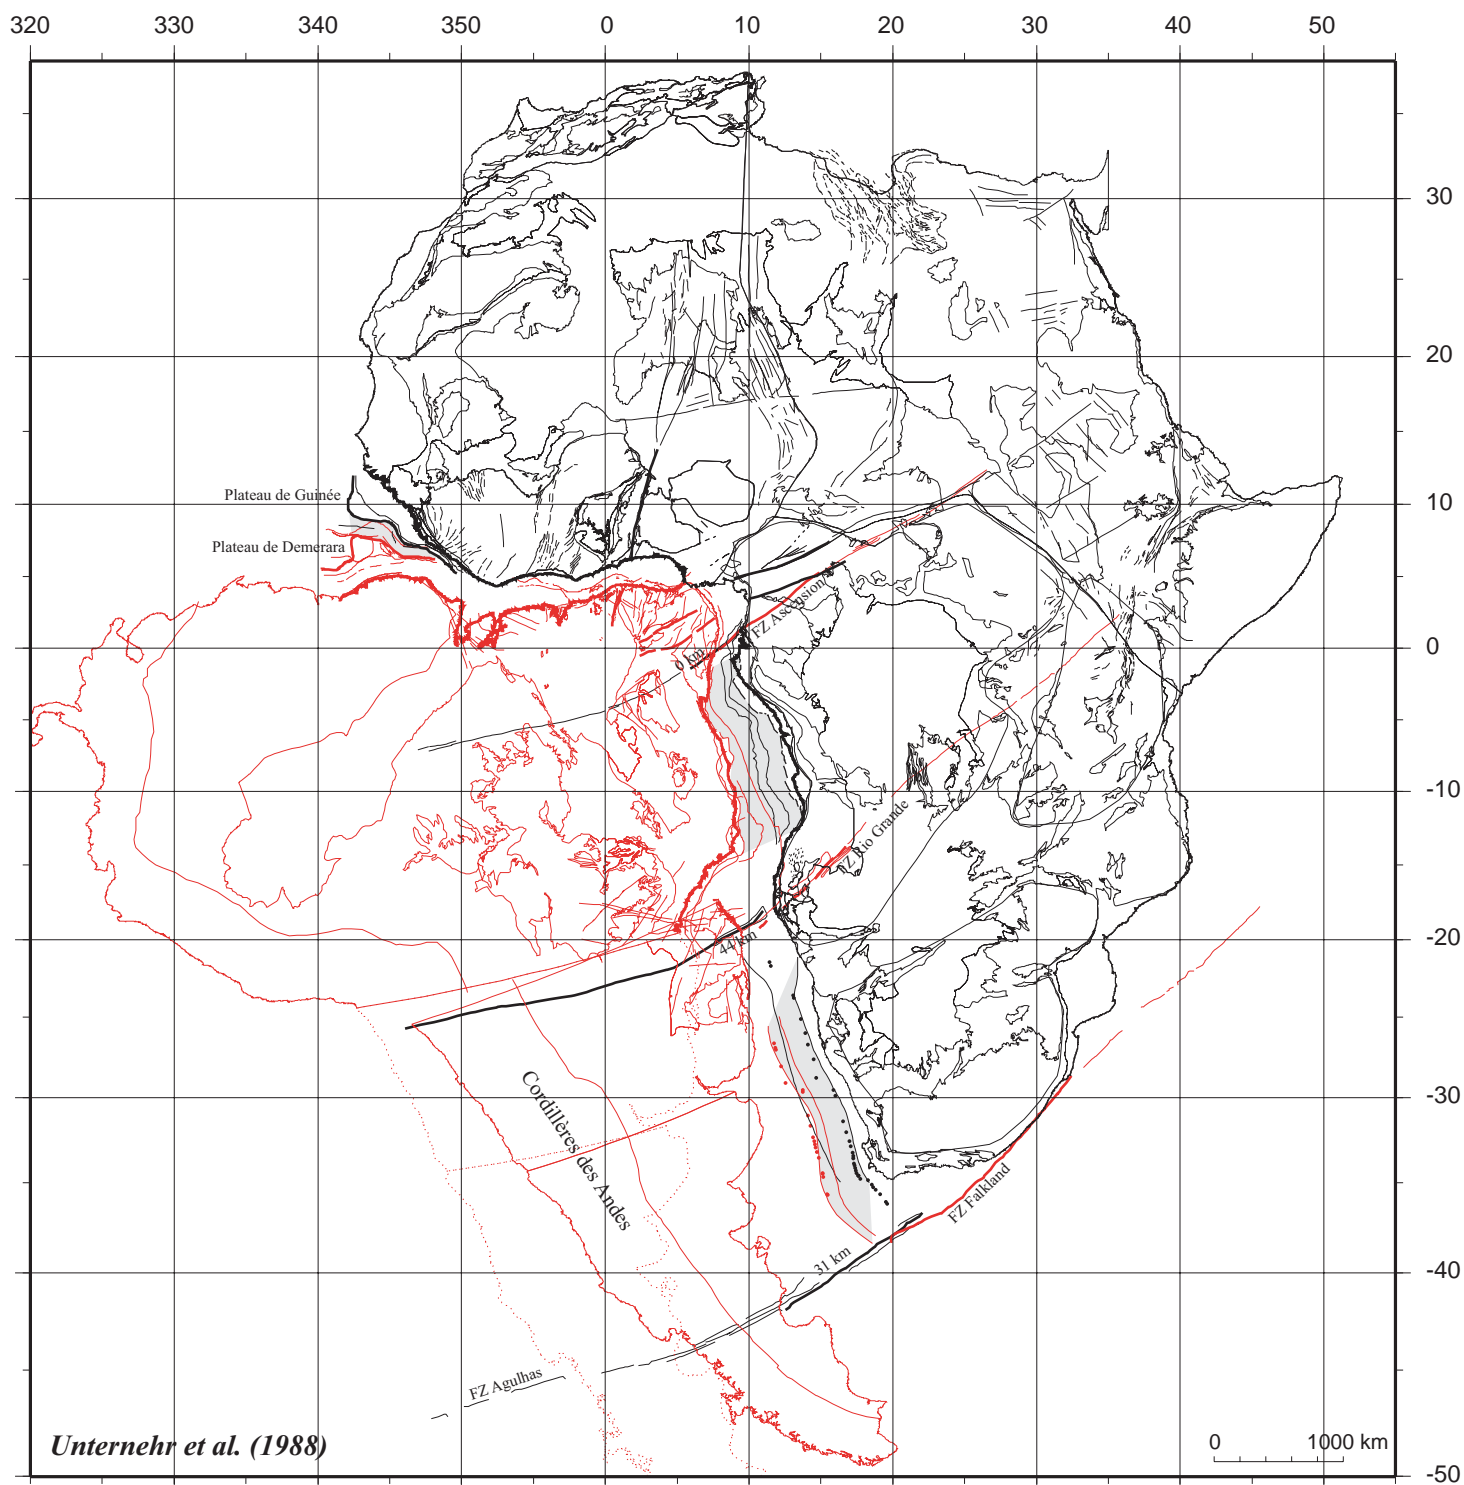 320 330 340 350 0 10 20 30 40 50
30
20
10
Plateau de Guinée
Plateau de Demerara
FZ Ascension
0
0 km
-10
FZ Rio Grande
44 km
-20
-30
Cordillères des Andes
FZ Falkland
31 km
-40
FZ Agulhas
Unternehr et al. (1988)
0 1000 km
-50